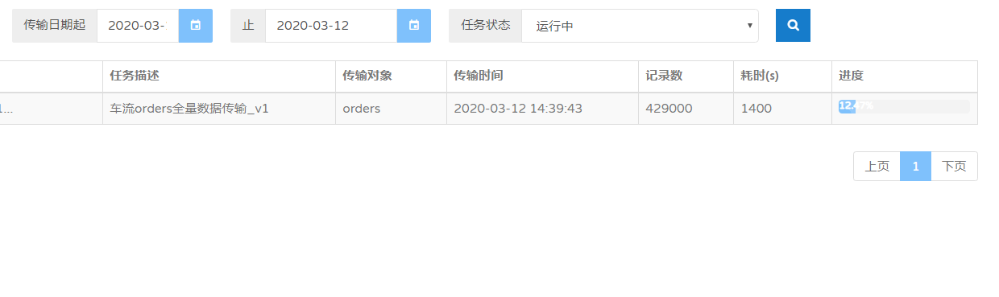 传输日期起 2020-03- 止 2020-03-12 任务状态 运行中
任务描述 传输对象 传输时间 记录数 耗时(s) 进度
1... 车流orders全量数据传输_v1 orders 2020-03-12 14:39:43 429000 1400 12.47%
上页 1 下页